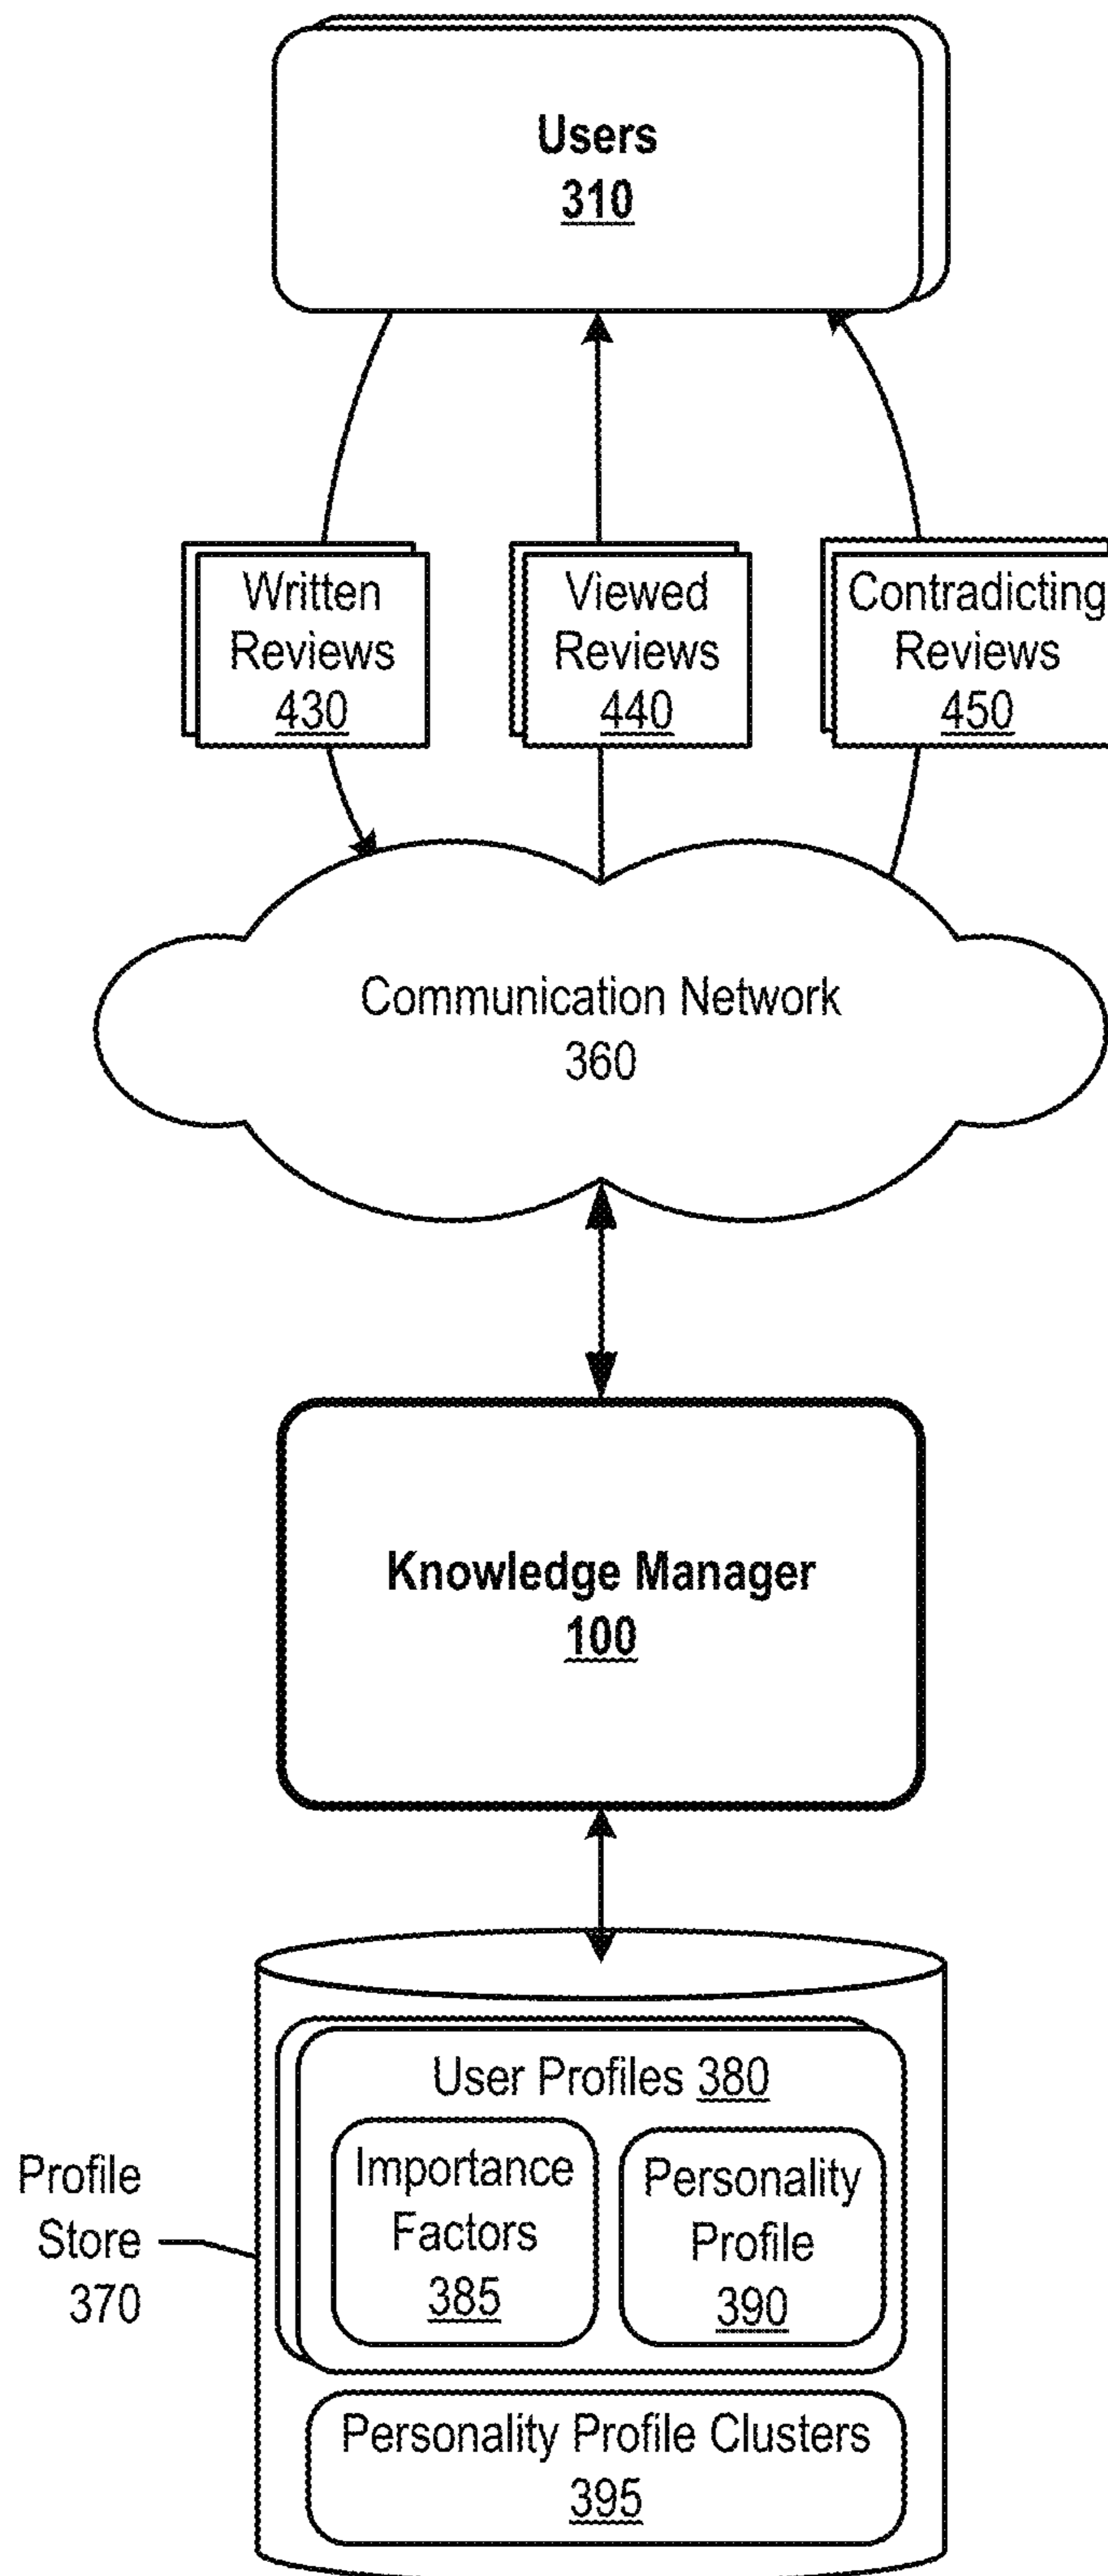 Users
310
Written
Reviews
430
Viewed
Reviews
440
Contradicting
Reviews
450
Communication Network
360
Knowledge Manager
100
Profile
Store
370
User Profiles 380
Importance
Factors
385
Personality
Profile
390
Personality Profile Clusters
395